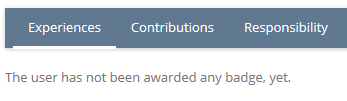 Experiences Contributions Responsibility
The user has not been awarded any badge, yet.